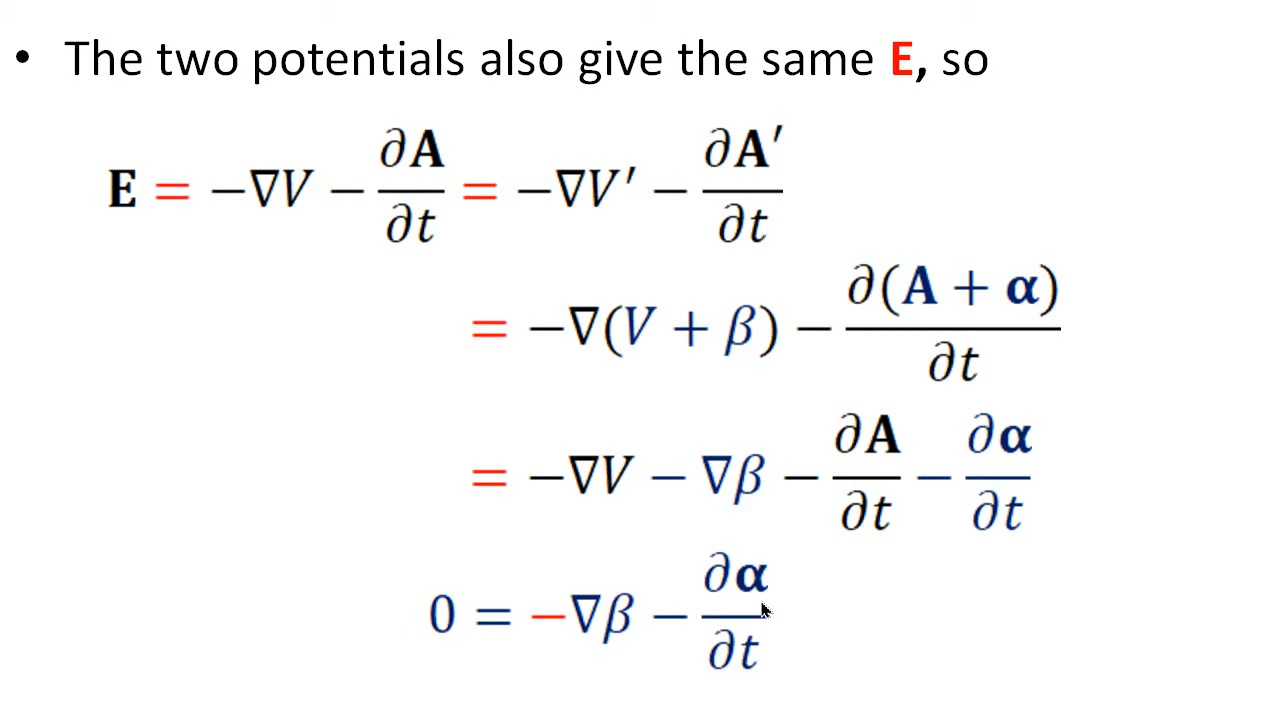 • The two potentials also give the same E, so
E = −∇V − ∂A/∂t = −∇V′ − ∂A′/∂t
= −∇(V + β) − ∂(A + α)/∂t
= −∇V − ∇β − ∂A/∂t − ∂α/∂t
0 = −∇β − ∂α/∂t